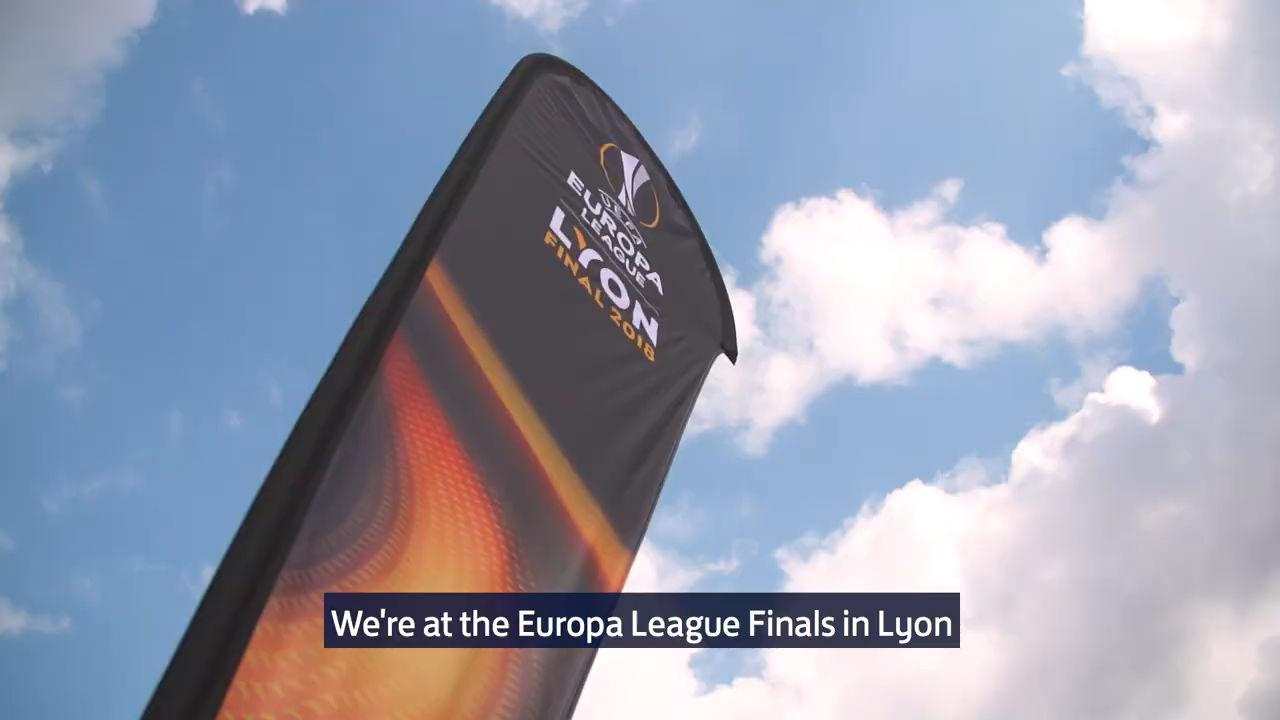 UEFA
EUROPA
LEAGUE
LYON
FINAL 2018
We're at the Europa League Finals in Lyon